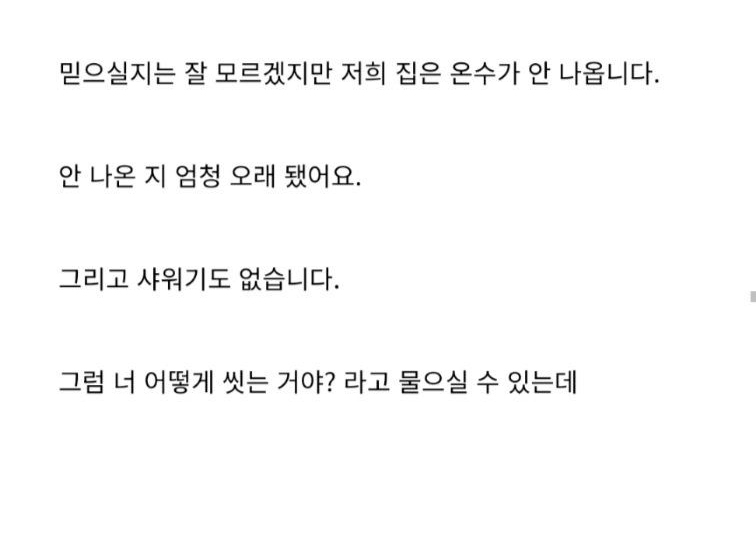 믿으실지는 잘 모르겠지만 저희 집은 온수가 안 나옵니다.
안 나온 지 엄청 오래 됐어요.
그리고 샤워기도 없습니다.
그럼 너 어떻게 씻는 거야? 라고 물으실 수 있는데